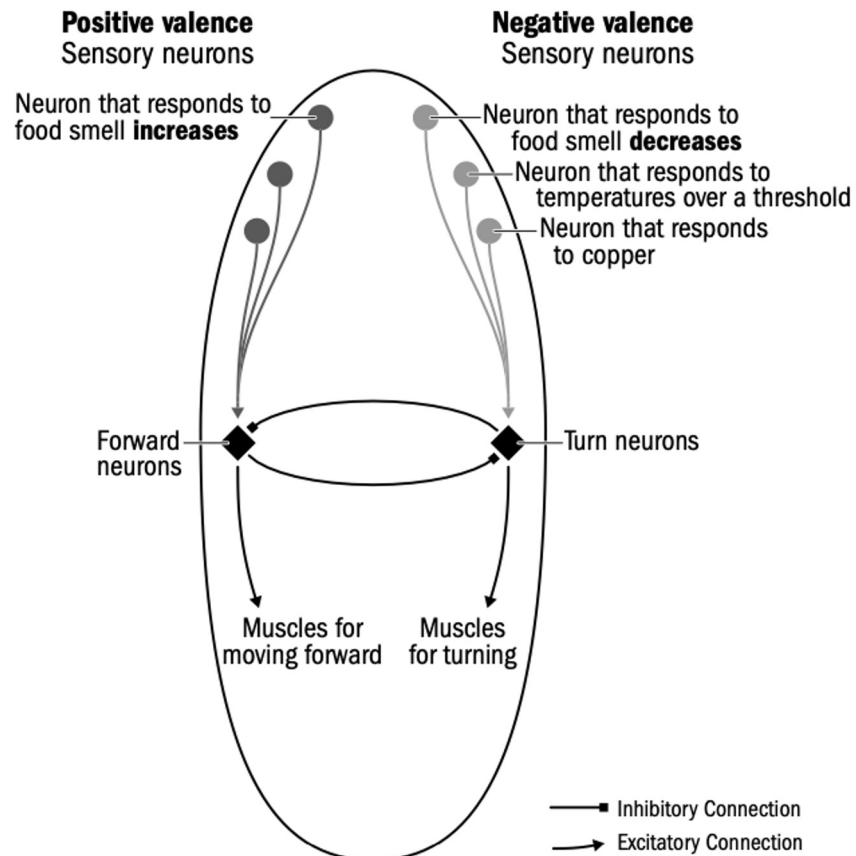 Positive valence
Sensory neurons
Negative valence
Sensory neurons
Neuron that responds to
food smell increases
Neuron that responds to
food smell decreases
Neuron that responds to
temperatures over a threshold
Neuron that responds
to copper
Forward
neurons
Turn neurons
Muscles for
moving forward
Muscles
for turning
Inhibitory Connection
Excitatory Connection